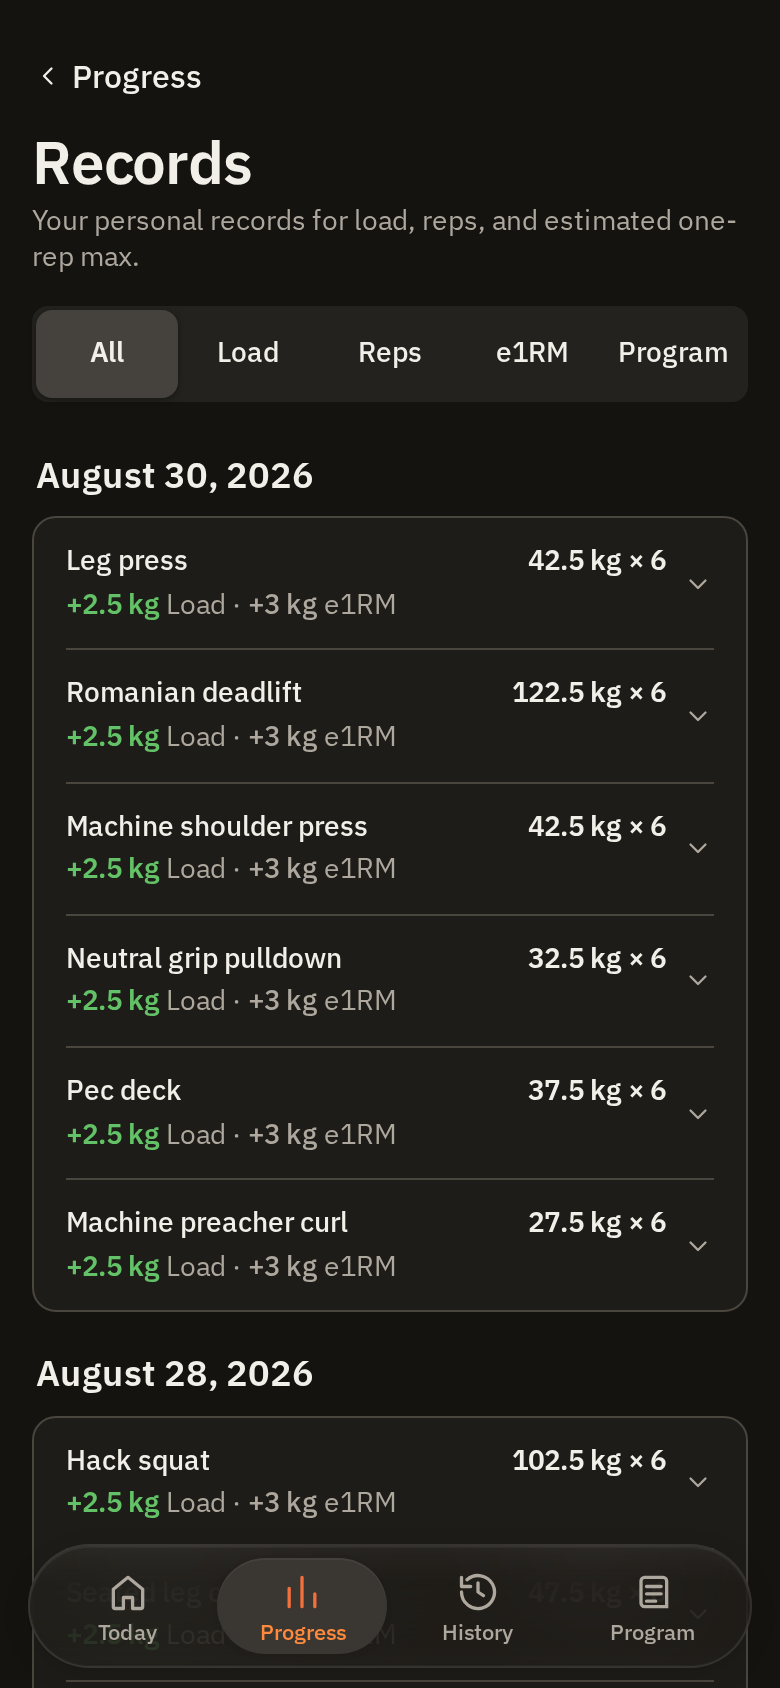 Progress
Records
Your personal records for load, reps, and estimated one-
rep max.
All Load Reps e1RM Program
August 30, 2026
Leg press 42.5 kg × 6
+2.5 kg Load · +3 kg e1RM
Romanian deadlift 122.5 kg × 6
+2.5 kg Load · +3 kg e1RM
Machine shoulder press 42.5 kg × 6
+2.5 kg Load · +3 kg e1RM
Neutral grip pulldown 32.5 kg × 6
+2.5 kg Load · +3 kg e1RM
Pec deck 37.5 kg × 6
+2.5 kg Load · +3 kg e1RM
Machine preacher curl 27.5 kg × 6
+2.5 kg Load · +3 kg e1RM
August 28, 2026
Hack squat 102.5 kg × 6
+2.5 kg Load · +3 kg e1RM
leg 47.5 kg
Today Progress History Program